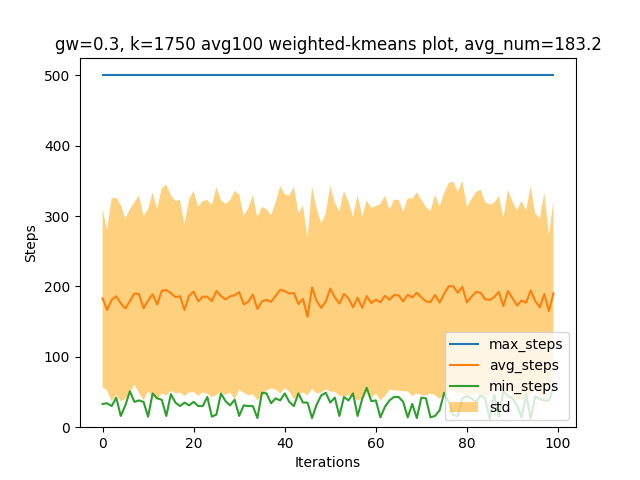 gw=0.3, k=1750 avg100 weighted-kmeans plot, avg_num=183.2
500
400
300
200
100
0
Steps
max_steps
avg_steps
min_steps
std
0 20 40 60 80 100
Iterations